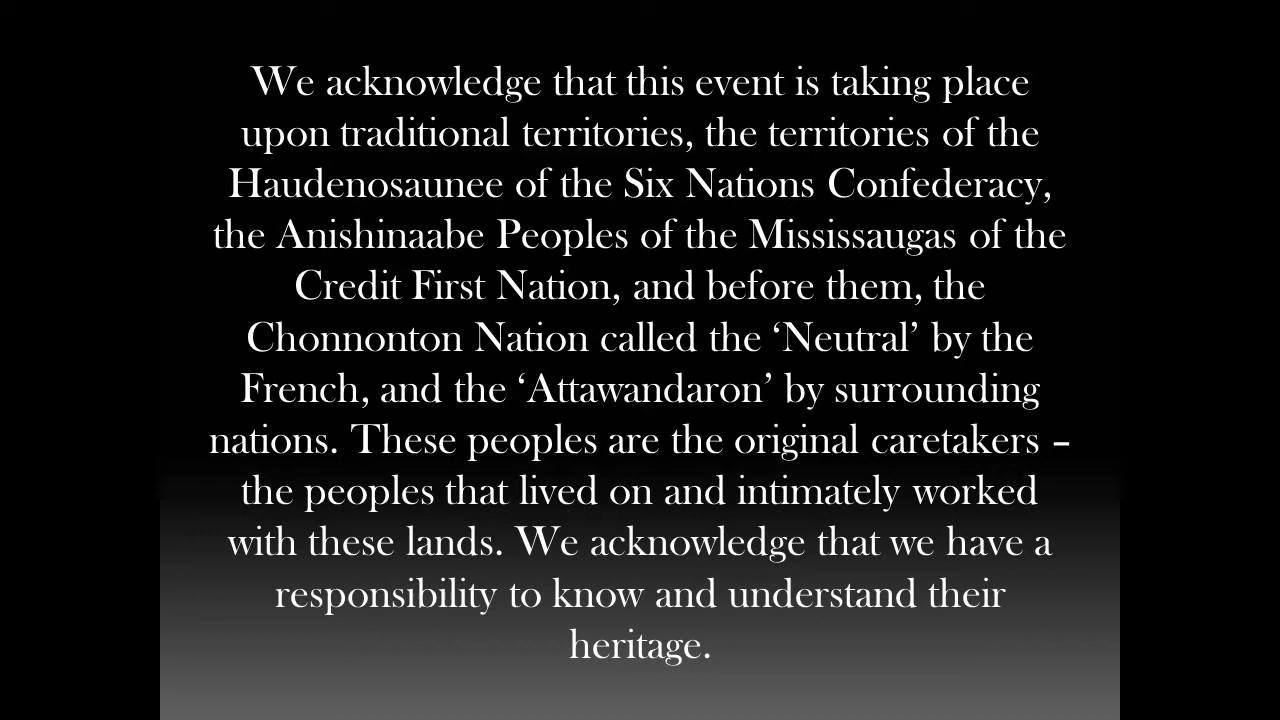 We acknowledge that this event is taking place
upon traditional territories, the territories of the
Haudenosaunee of the Six Nations Confederacy,
the Anishinaabe Peoples of the Mississaugas of the
Credit First Nation, and before them, the
Chonnonton Nation called the ‘Neutral’ by the
French, and the ‘Attawandaron’ by surrounding
nations. These peoples are the original caretakers –
the peoples that lived on and intimately worked
with these lands. We acknowledge that we have a
responsibility to know and understand their
heritage.